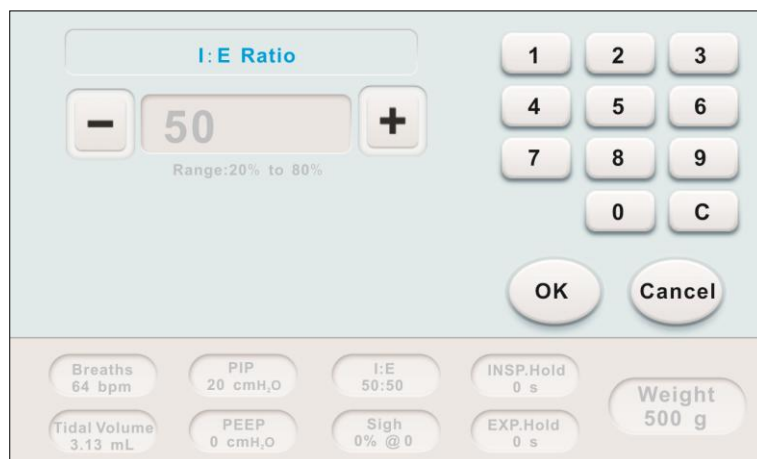 I:E Ratio
− 50 +
Range:20% to 80%
1 2 3
4 5 6
7 8 9
0 C
OK Cancel
Breaths
64 bpm
PIP
20 cmH₂O
I:E
50:50
INSP.Hold
0 s
Tidal Volume
3.13 mL
PEEP
0 cmH₂O
Sigh
0% @0
EXP.Hold
0 s
Weight
500 g